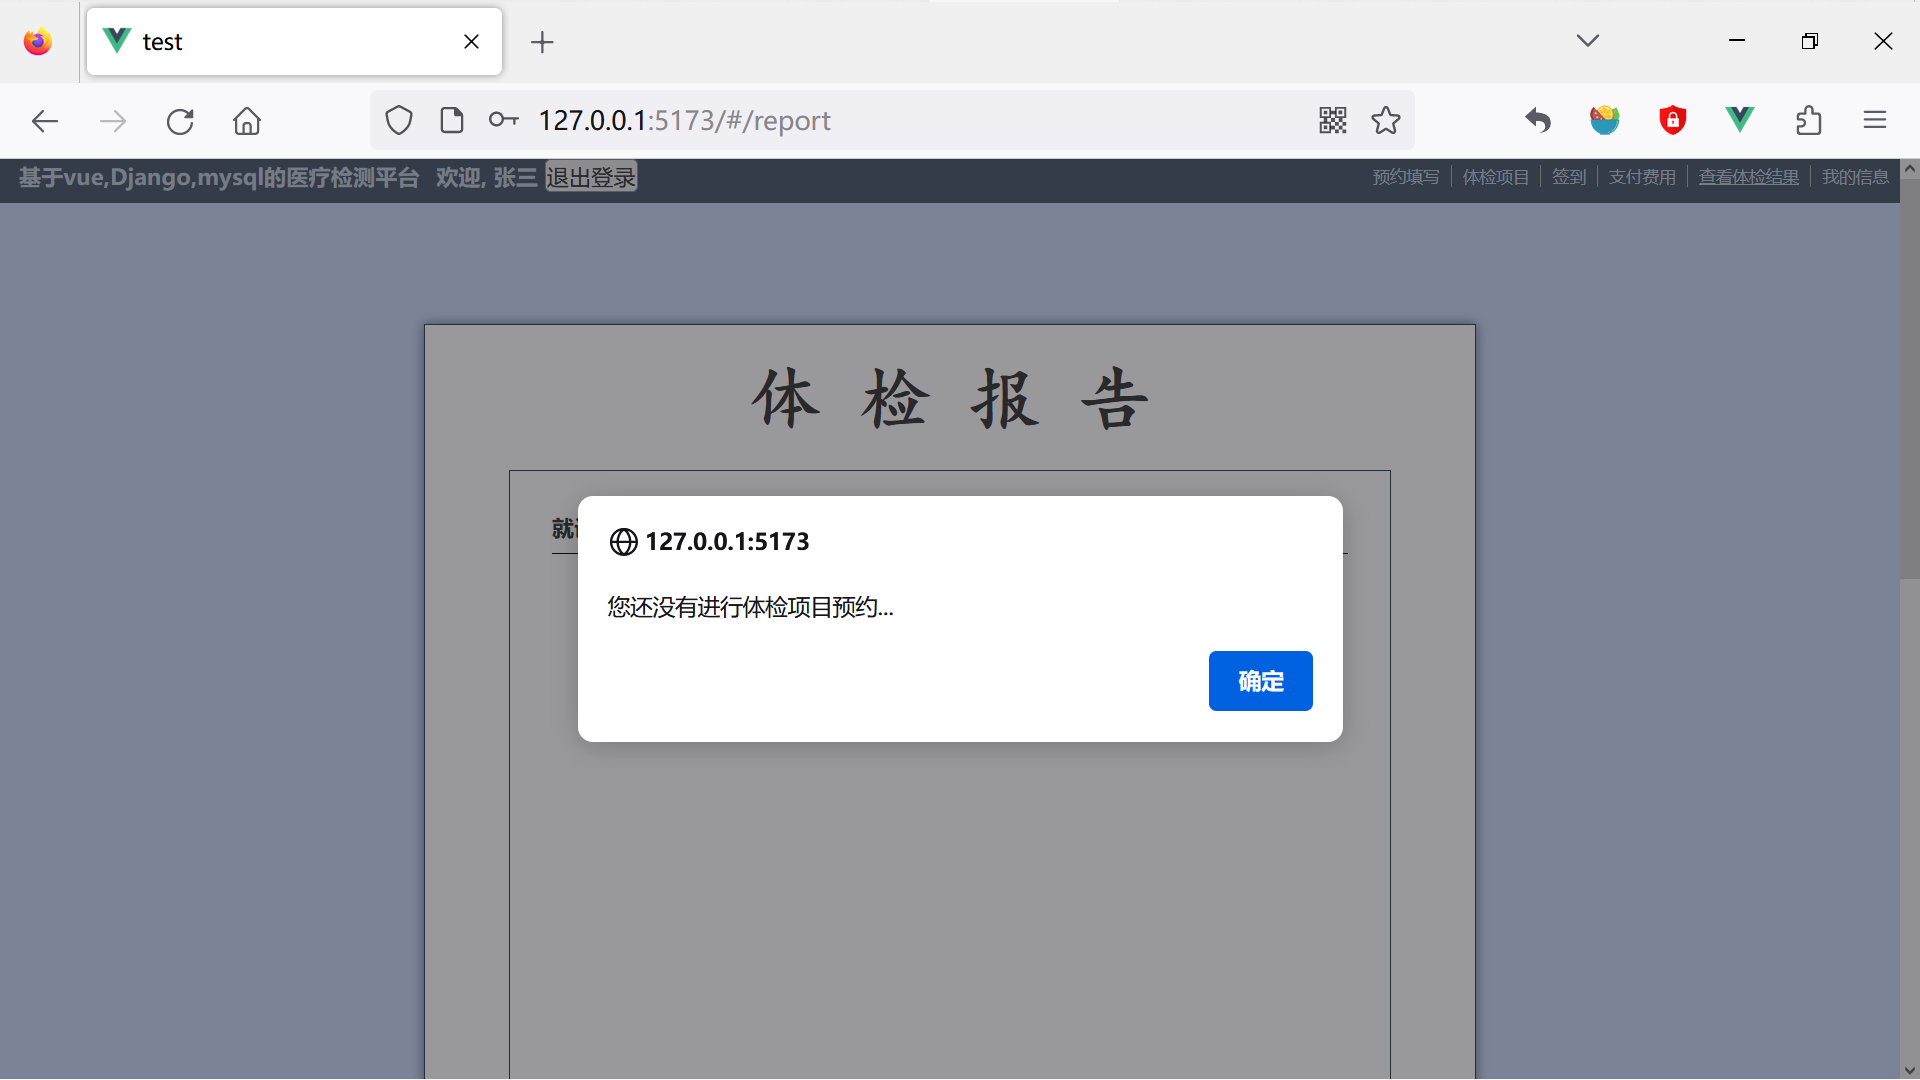 test
127.0.0.1:5173/#/report
基于vue,Django,mysql的医疗检测平台 欢迎, 张三 退出登录
预约填写 体检项目 签到 支付费用 查看体检结果 我的信息
体 检 报 告
就
127.0.0.1:5173
您还没有进行体检项目预约...
确定